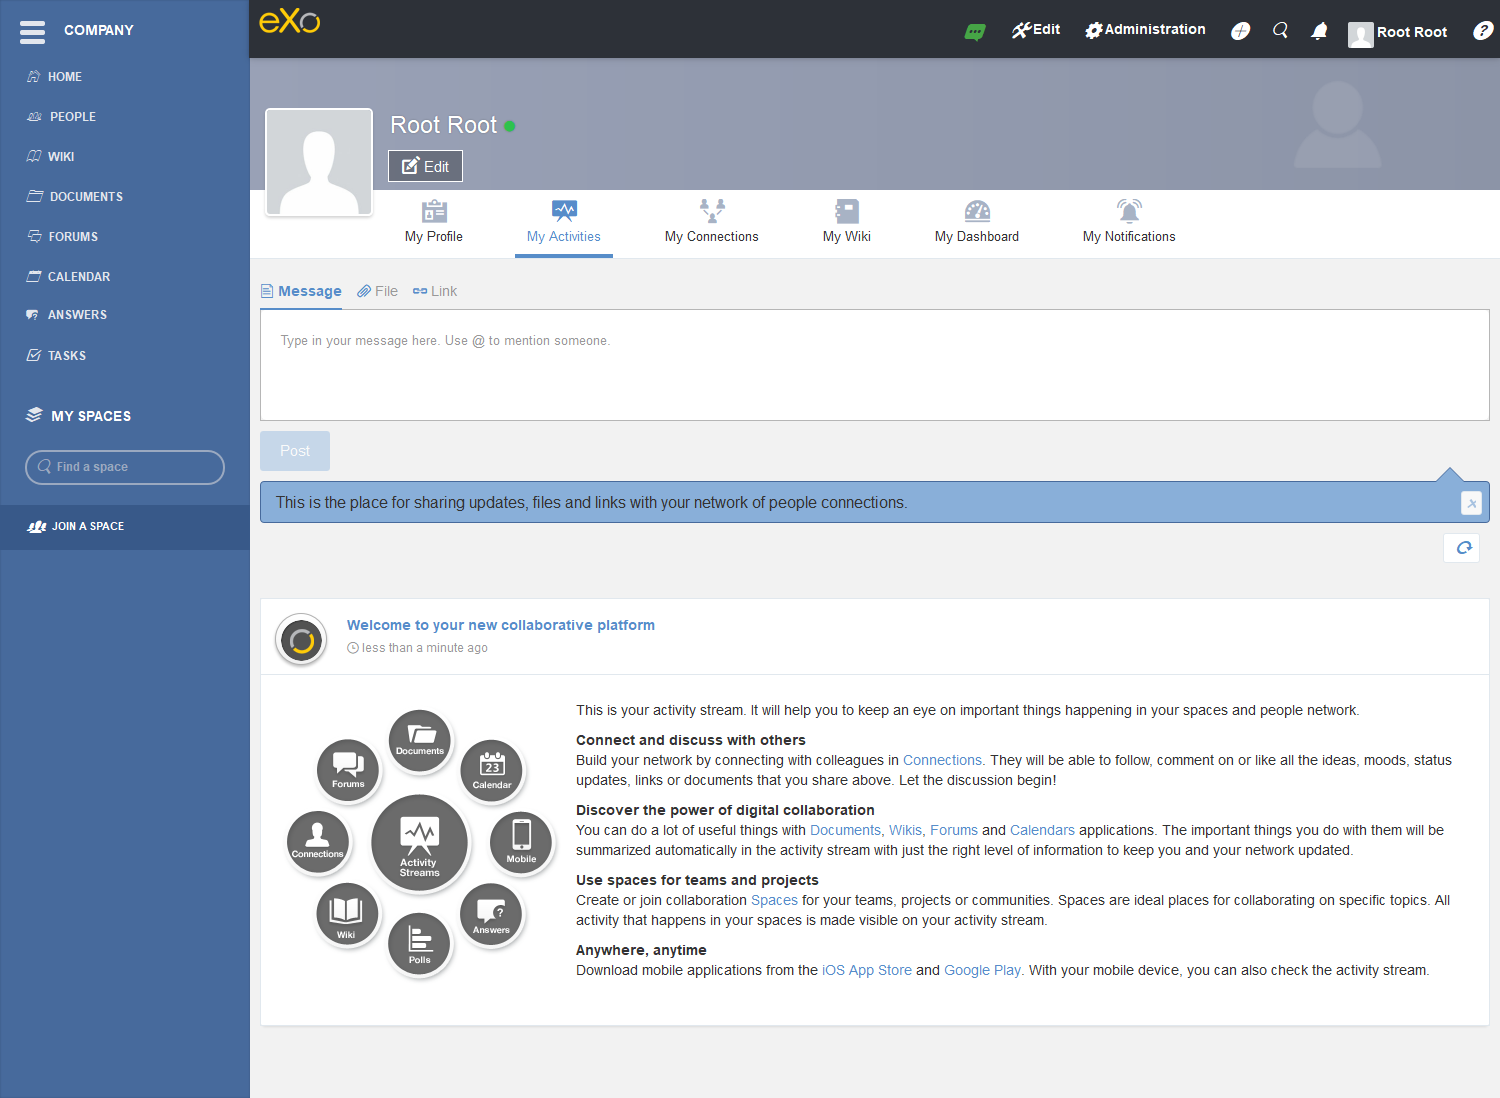 COMPANY
HOME
PEOPLE
WIKI
DOCUMENTS
FORUMS
CALENDAR
ANSWERS
TASKS
MY SPACES
Find a space
JOIN A SPACE
eXo
Edit
Administration
Root Root
?
Root Root
Edit
My Profile
My Activities
My Connections
My Wiki
My Dashboard
My Notifications
Message
File
Link
Type in your message here. Use @ to mention someone.
Post
This is the place for sharing updates, files and links with your network of people connections.
x
Welcome to your new collaborative platform
less than a minute ago
Documents
Forums
23
Calendar
Connections
Activity
Streams
Mobile
Wiki
?
Answers
Polls
This is your activity stream. It will help you to keep an eye on important things happening in your spaces and people network.
Connect and discuss with others
Build your network by connecting with colleagues in Connections. They will be able to follow, comment on or like all the ideas, moods, status
updates, links or documents that you share above. Let the discussion begin!
Discover the power of digital collaboration
You can do a lot of useful things with Documents, Wikis, Forums and Calendars applications. The important things you do with them will be
summarized automatically in the activity stream with just the right level of information to keep you and your network updated.
Use spaces for teams and projects
Create or join collaboration Spaces for your teams, projects or communities. Spaces are ideal places for collaborating on specific topics. All
activity that happens in your spaces is made visible on your activity stream.
Anywhere, anytime
Download mobile applications from the iOS App Store and Google Play. With your mobile device, you can also check the activity stream.